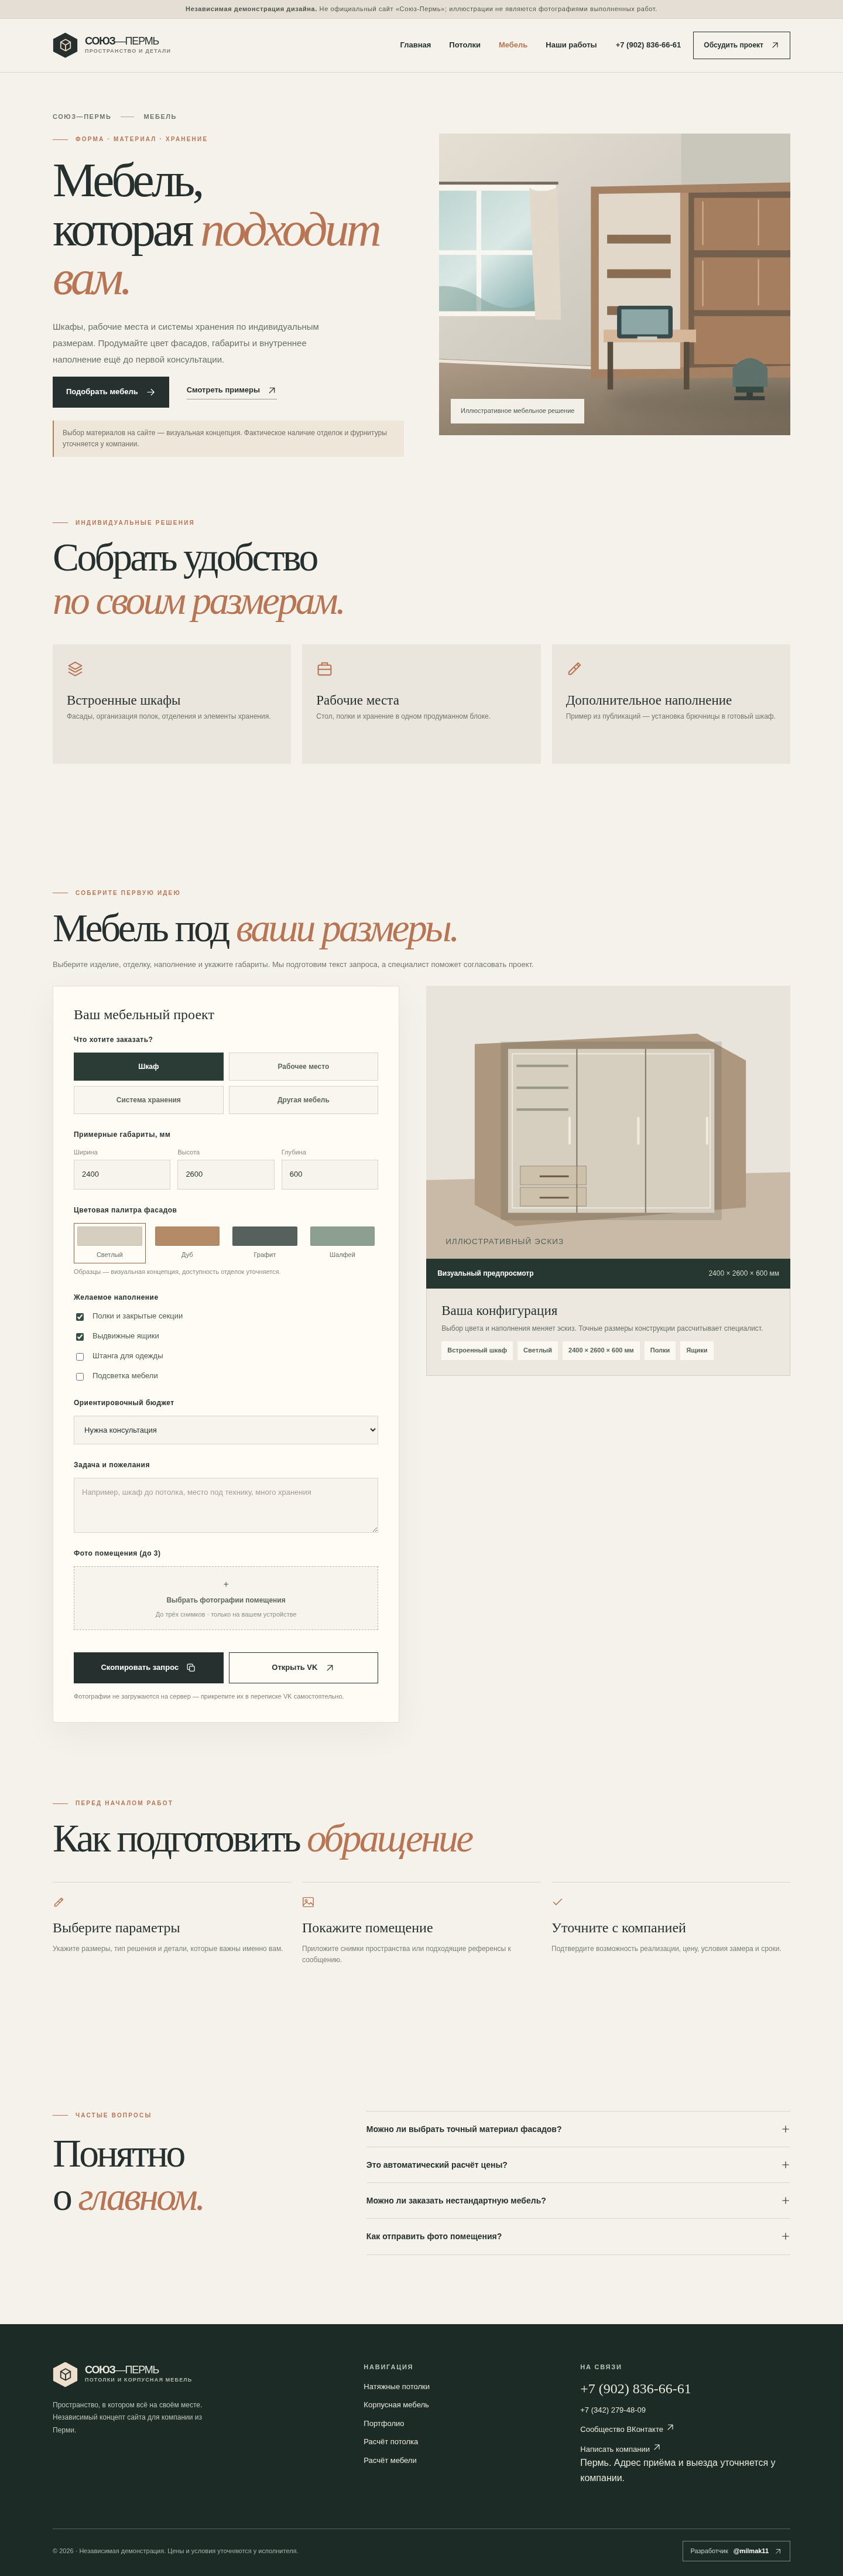 Независимая демонстрация дизайна. Не официальный сайт «Союз-Пермь»; иллюстрации не являются фотографиями выполненных работ.
СОЮЗ—ПЕРМЬ
ПРОСТРАНСТВО И ДЕТАЛИ
Главная Потолки Мебель Наши работы +7 (902) 836-66-61 Обсудить проект
СОЮЗ—ПЕРМЬ — МЕБЕЛЬ
ФОРМА · МАТЕРИАЛ · ХРАНЕНИЕ
Мебель,
которая подходит
вам.
Шкафы, рабочие места и системы хранения по индивидуальным
размерам. Продумайте цвет фасадов, габариты и внутреннее
наполнение ещё до первой консультации.
Подобрать мебель Смотреть примеры
Выбор материалов на сайте — визуальная концепция. Фактическое наличие отделок и фурнитуры
уточняется у компании.
Иллюстративное мебельное решение
ИНДИВИДУАЛЬНЫЕ РЕШЕНИЯ
Собрать удобство
по своим размерам.
Встроенные шкафы
Фасады, организация полок, отделения и элементы хранения.
Рабочие места
Стол, полки и хранение в одном продуманном блоке.
Дополнительное наполнение
Пример из публикаций — установка брючницы в готовый шкаф.
СОБЕРИТЕ ПЕРВУЮ ИДЕЮ
Мебель под ваши размеры.
Выберите изделие, отделку, наполнение и укажите габариты. Мы подготовим текст запроса, а специалист поможет согласовать проект.
Ваш мебельный проект
Что хотите заказать?
Шкаф Рабочее место
Система хранения Другая мебель
Примерные габариты, мм
Ширина Высота Глубина
2400 2600 600
Цветовая палитра фасадов
Светлый Дуб Графит Шалфей
Образцы — визуальная концепция, доступность отделок уточняется.
Желаемое наполнение
Полки и закрытые секции
Выдвижные ящики
Штанга для одежды
Подсветка мебели
Ориентировочный бюджет
Нужна консультация
Задача и пожелания
Например, шкаф до потолка, место под технику, много хранения
Фото помещения (до 3)
+
Выбрать фотографии помещения
До трёх снимков · только на вашем устройстве
Скопировать запрос Открыть VK
Фотографии не загружаются на сервер — прикрепите их в переписке VK самостоятельно.
ИЛЛЮСТРАТИВНЫЙ ЭСКИЗ
Визуальный предпросмотр 2400 × 2600 × 600 мм
Ваша конфигурация
Выбор цвета и наполнения меняет эскиз. Точные размеры конструкции рассчитывает специалист.
Встроенный шкаф Светлый 2400 × 2600 × 600 мм Полки Ящики
ПЕРЕД НАЧАЛОМ РАБОТ
Как подготовить обращение
Выберите параметры
Укажите размеры, тип решения и детали, которые важны именно вам.
Покажите помещение
Приложите снимки пространства или подходящие референсы к
сообщению.
Уточните с компанией
Подтвердите возможность реализации, цену, условия замера и сроки.
ЧАСТЫЕ ВОПРОСЫ
Понятно
о главном.
Можно ли выбрать точный материал фасадов? +
Это автоматический расчёт цены? +
Можно ли заказать нестандартную мебель? +
Как отправить фото помещения? +
СОЮЗ—ПЕРМЬ
ПОТОЛКИ И КОРПУСНАЯ МЕБЕЛЬ
Пространство, в котором всё на своём месте.
Независимый концепт сайта для компании из
Перми.
НАВИГАЦИЯ
Натяжные потолки
Корпусная мебель
Портфолио
Расчёт потолка
Расчёт мебели
НА СВЯЗИ
+7 (902) 836-66-61
+7 (342) 279-48-09
Сообщество ВКонтакте
Написать компании
Пермь. Адрес приёма и выезда уточняется у
компании.
© 2026 · Независимая демонстрация. Цены и условия уточняются у исполнителя.
Разработчик @milmak11